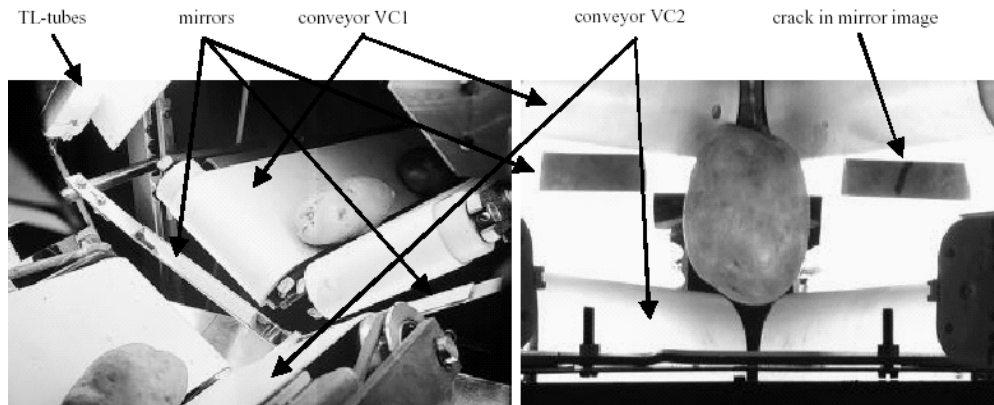 TL-tubes
mirrors
conveyor VC1
conveyor VC2
crack in mirror image